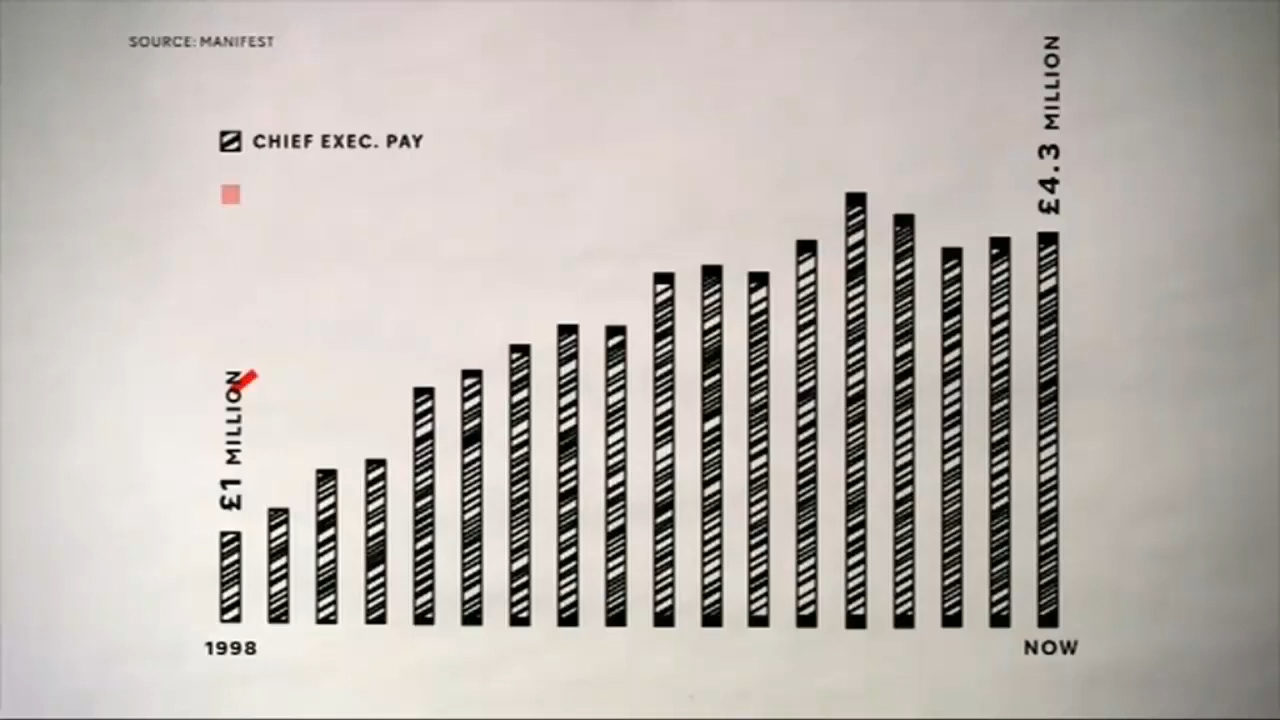 SOURCE: MANIFEST
CHIEF EXEC. PAY
£1 MILLION
£4.3 MILLION
1998
NOW